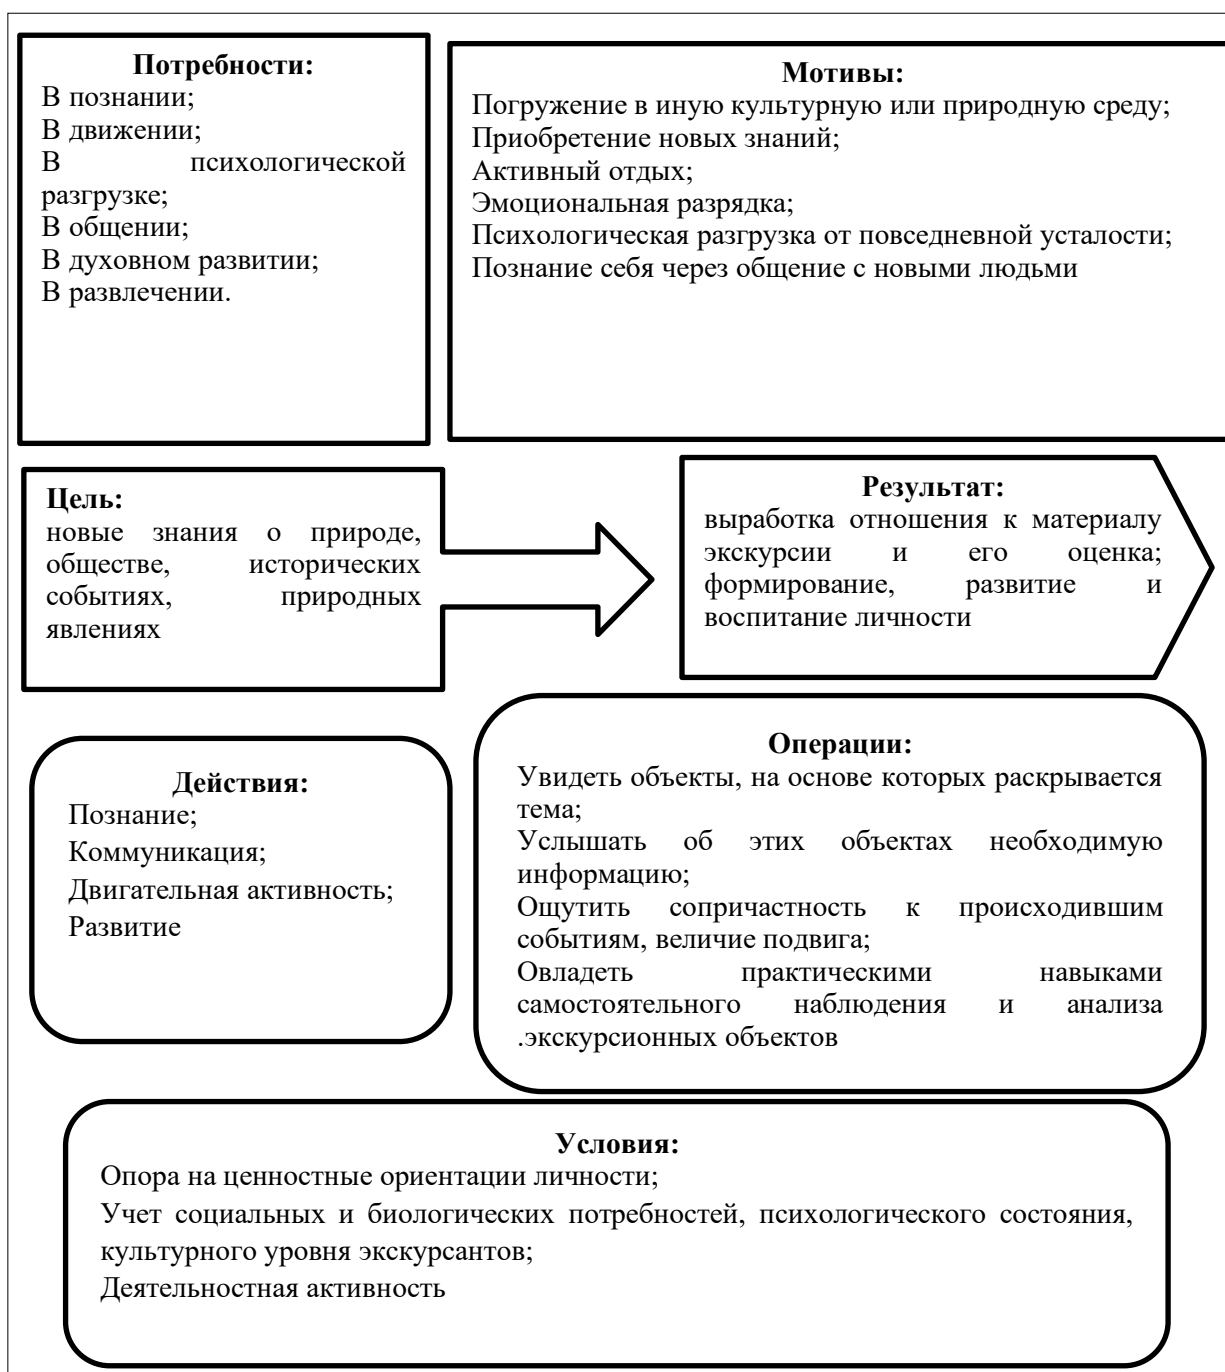 Потребности:
В познании;
В движении;
В психологической
разгрузке;
В общении;
В духовном развитии;
В развлечении.
Мотивы:
Погружение в иную культурную или природную среду;
Приобретение новых знаний;
Активный отдых;
Эмоциональная разрядка;
Психологическая разгрузка от повседневной усталости;
Познание себя через общение с новыми людьми
Цель:
новые знания о природе,
обществе, исторических
событиях, природных
явлениях
Результат:
выработка отношения к материалу
экскурсии и его оценка;
формирование, развитие и
воспитание личности
Действия:
Познание;
Коммуникация;
Двигательная активность;
Развитие
Операции:
Увидеть объекты, на основе которых раскрывается
тема;
Услышать об этих объектах необходимую
информацию;
Ощутить сопричастность к происходившим
событиям, величие подвига;
Овладеть практическими навыками
самостоятельного наблюдения и анализа
.экскурсионных объектов
Условия:
Опора на ценностные ориентации личности;
Учет социальных и биологических потребностей, психологического состояния,
культурного уровня экскурсантов;
Деятельностная активность